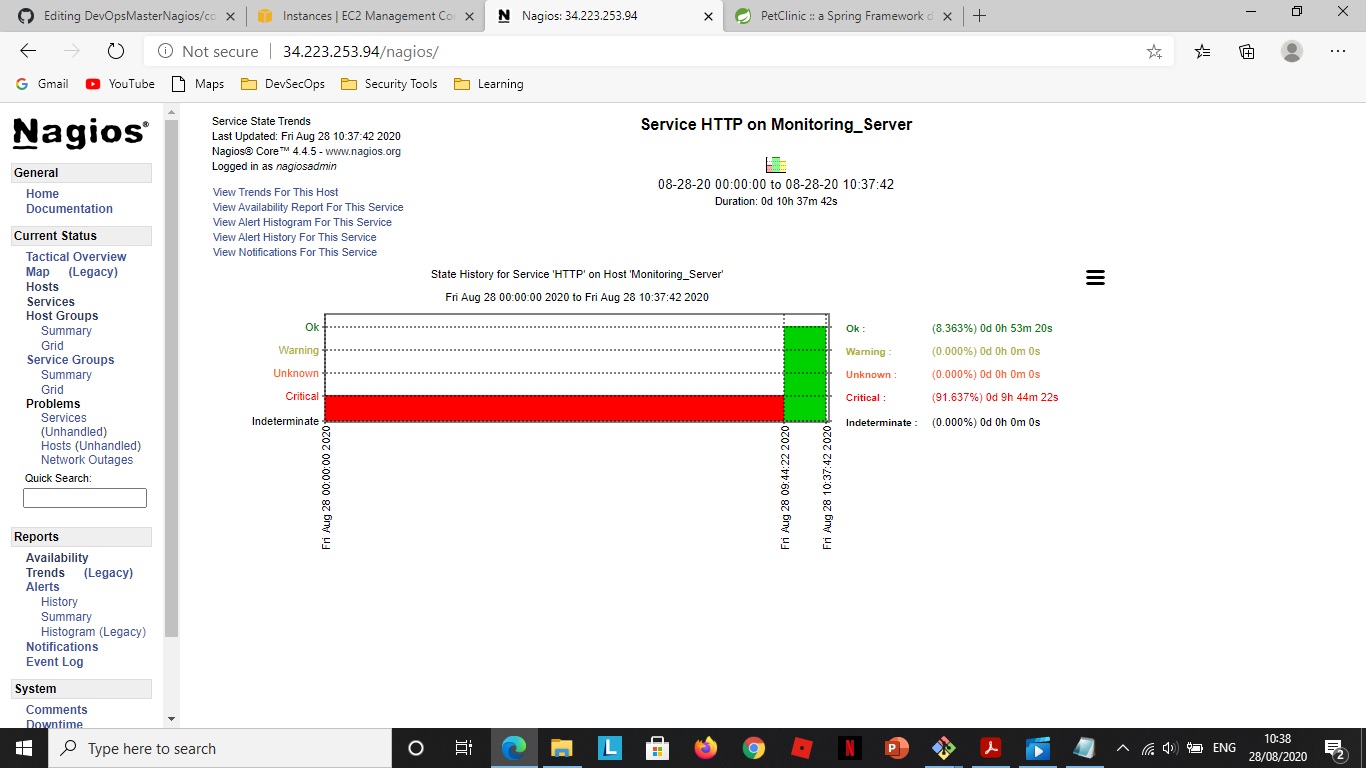 Editing DevOpsMasterNagios/co
Instances | EC2 Management Co
Nagios: 34.223.253.94
PetClinic :: a Spring Framework d
Not secure
34.223.253.94/nagios/
Gmail
YouTube
Maps
DevSecOps
Security Tools
Learning
Nagios®
General
Home
Documentation
Current Status
Tactical Overview
Map (Legacy)
Hosts
Services
Host Groups
Summary
Grid
Service Groups
Summary
Grid
Problems
Services
(Unhandled)
Hosts (Unhandled)
Network Outages
Quick Search:
Reports
Availability
Trends (Legacy)
Alerts
History
Summary
Histogram (Legacy)
Notifications
Event Log
System
Comments
Downtime
Service State Trends
Last Updated: Fri Aug 28 10:37:42 2020
Nagios® Core™ 4.4.5 - www.nagios.org
Logged in as nagiosadmin
View Trends For This Host
View Availability Report For This Service
View Alert Histogram For This Service
View Alert History For This Service
View Notifications For This Service
Service HTTP on Monitoring_Server
08-28-20 00:00:00 to 08-28-20 10:37:42
Duration: 0d 10h 37m 42s
State History for Service 'HTTP' on Host 'Monitoring_Server'
Fri Aug 28 00:00:00 2020 to Fri Aug 28 10:37:42 2020
Ok
Warning
Unknown
Critical
Indeterminate
Ok : (8.363%) 0d 0h 53m 20s
Warning : (0.000%) 0d 0h 0m 0s
Unknown : (0.000%) 0d 0h 0m 0s
Critical : (91.637%) 0d 9h 44m 22s
Indeterminate : (0.000%) 0d 0h 0m 0s
Fri Aug 28 00:00:00 2020
Fri Aug 28 09:44:22 2020
Fri Aug 28 10:37:42 2020
Type here to search
ENG
10:38
28/08/2020
2